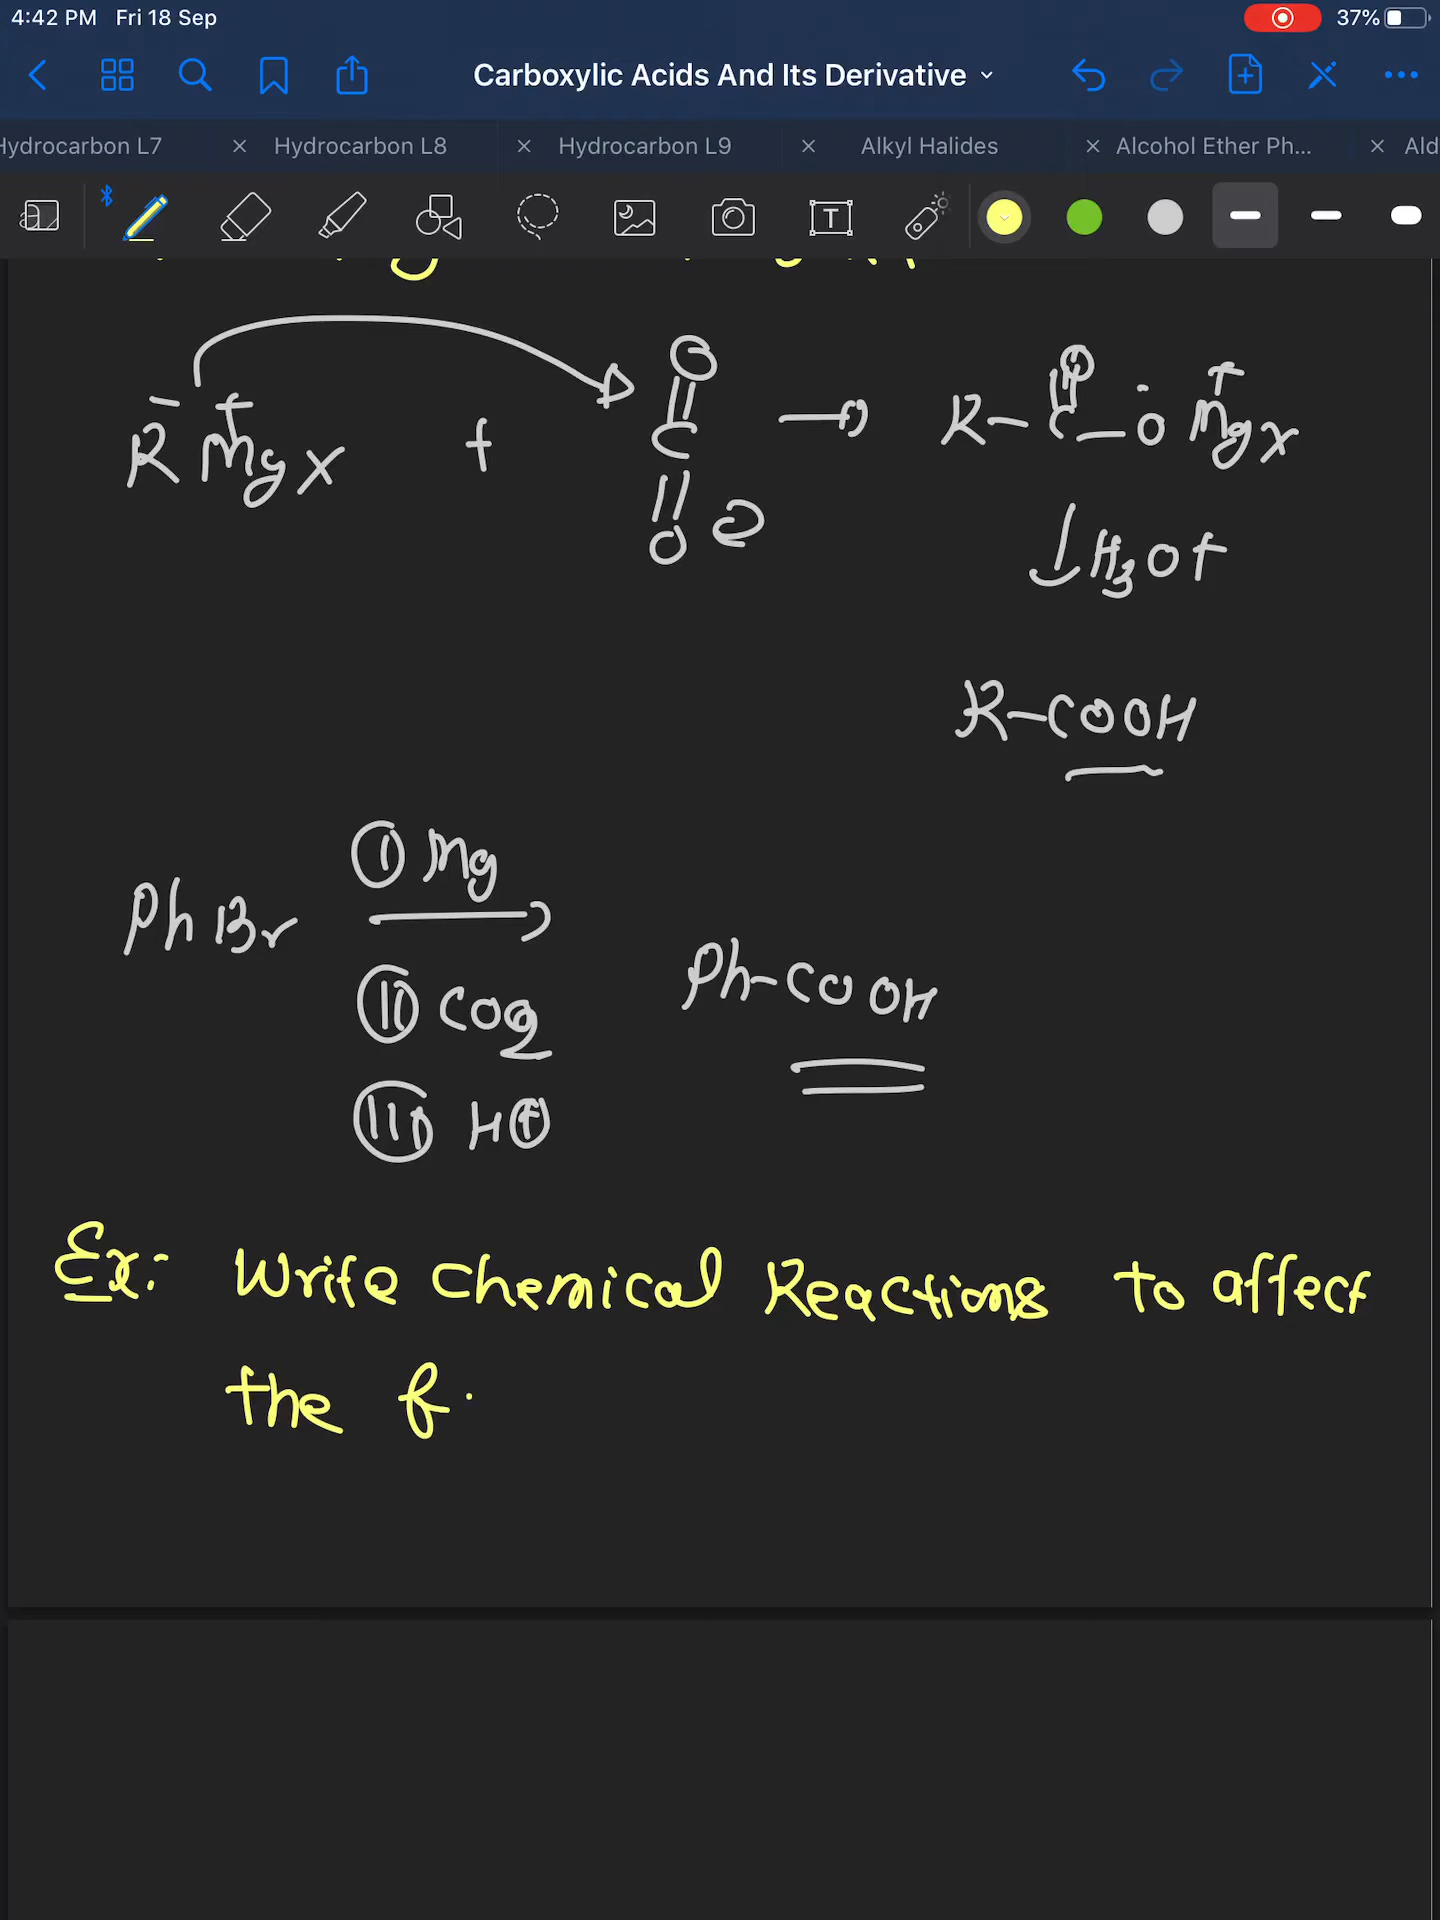 4:42 PM Fri 18 Sep 37%
Carboxylic Acids And Its Derivative
Hydrocarbon L7 × Hydrocarbon L8 × Hydrocarbon L9 × Alkyl Halides × Alcohol Ether Ph... × Ald
a T
O O
R⁻ Mg⁺X + C → R–C–O⁻ Mg⁺X
O
↓ H₃O+
R–COOH
(i) Mg
PhBr →
Ph–COOH
(ii) CO₂
(iii) H⊕
Ex: Write Chemical Reactions to affect
the f.